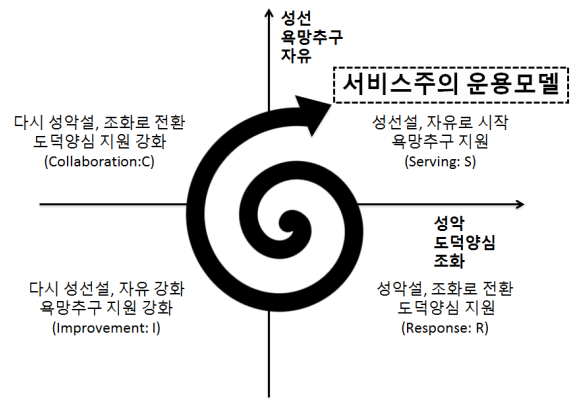 성선
욕망추구
자유
서비스주의 운용모델
다시 성악설, 조화로 전환
도덕양심 지원 강화
(Collaboration:C)
성선설, 자유로 시작
욕망추구 지원
(Serving: S)
성악
도덕양심
조화
다시 성선설, 자유 강화
욕망추구 지원 강화
(Improvement: I)
성악설, 조화로 전환
도덕양심 지원
(Response: R)